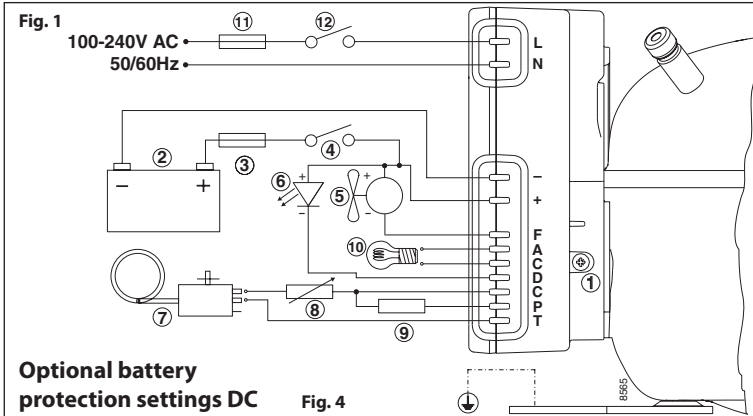 Fig. 1
11
12
100-240V AC
50/60Hz
L
N
2
3
4
− +
6
+
−
5
+
−
−
+
F
A
C
D
C
P
T
10
1
7
8
9
8565
Optional battery
protection settings DC
Fig. 4